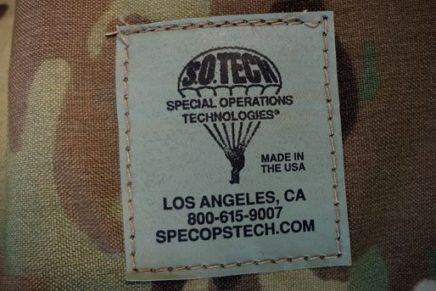 S.O.TECH
SPECIAL OPERATIONS
TECHNOLOGIES®
MADE IN
THE USA
LOS ANGELES, CA
800-615-9007
SPECOPSTECH.COM